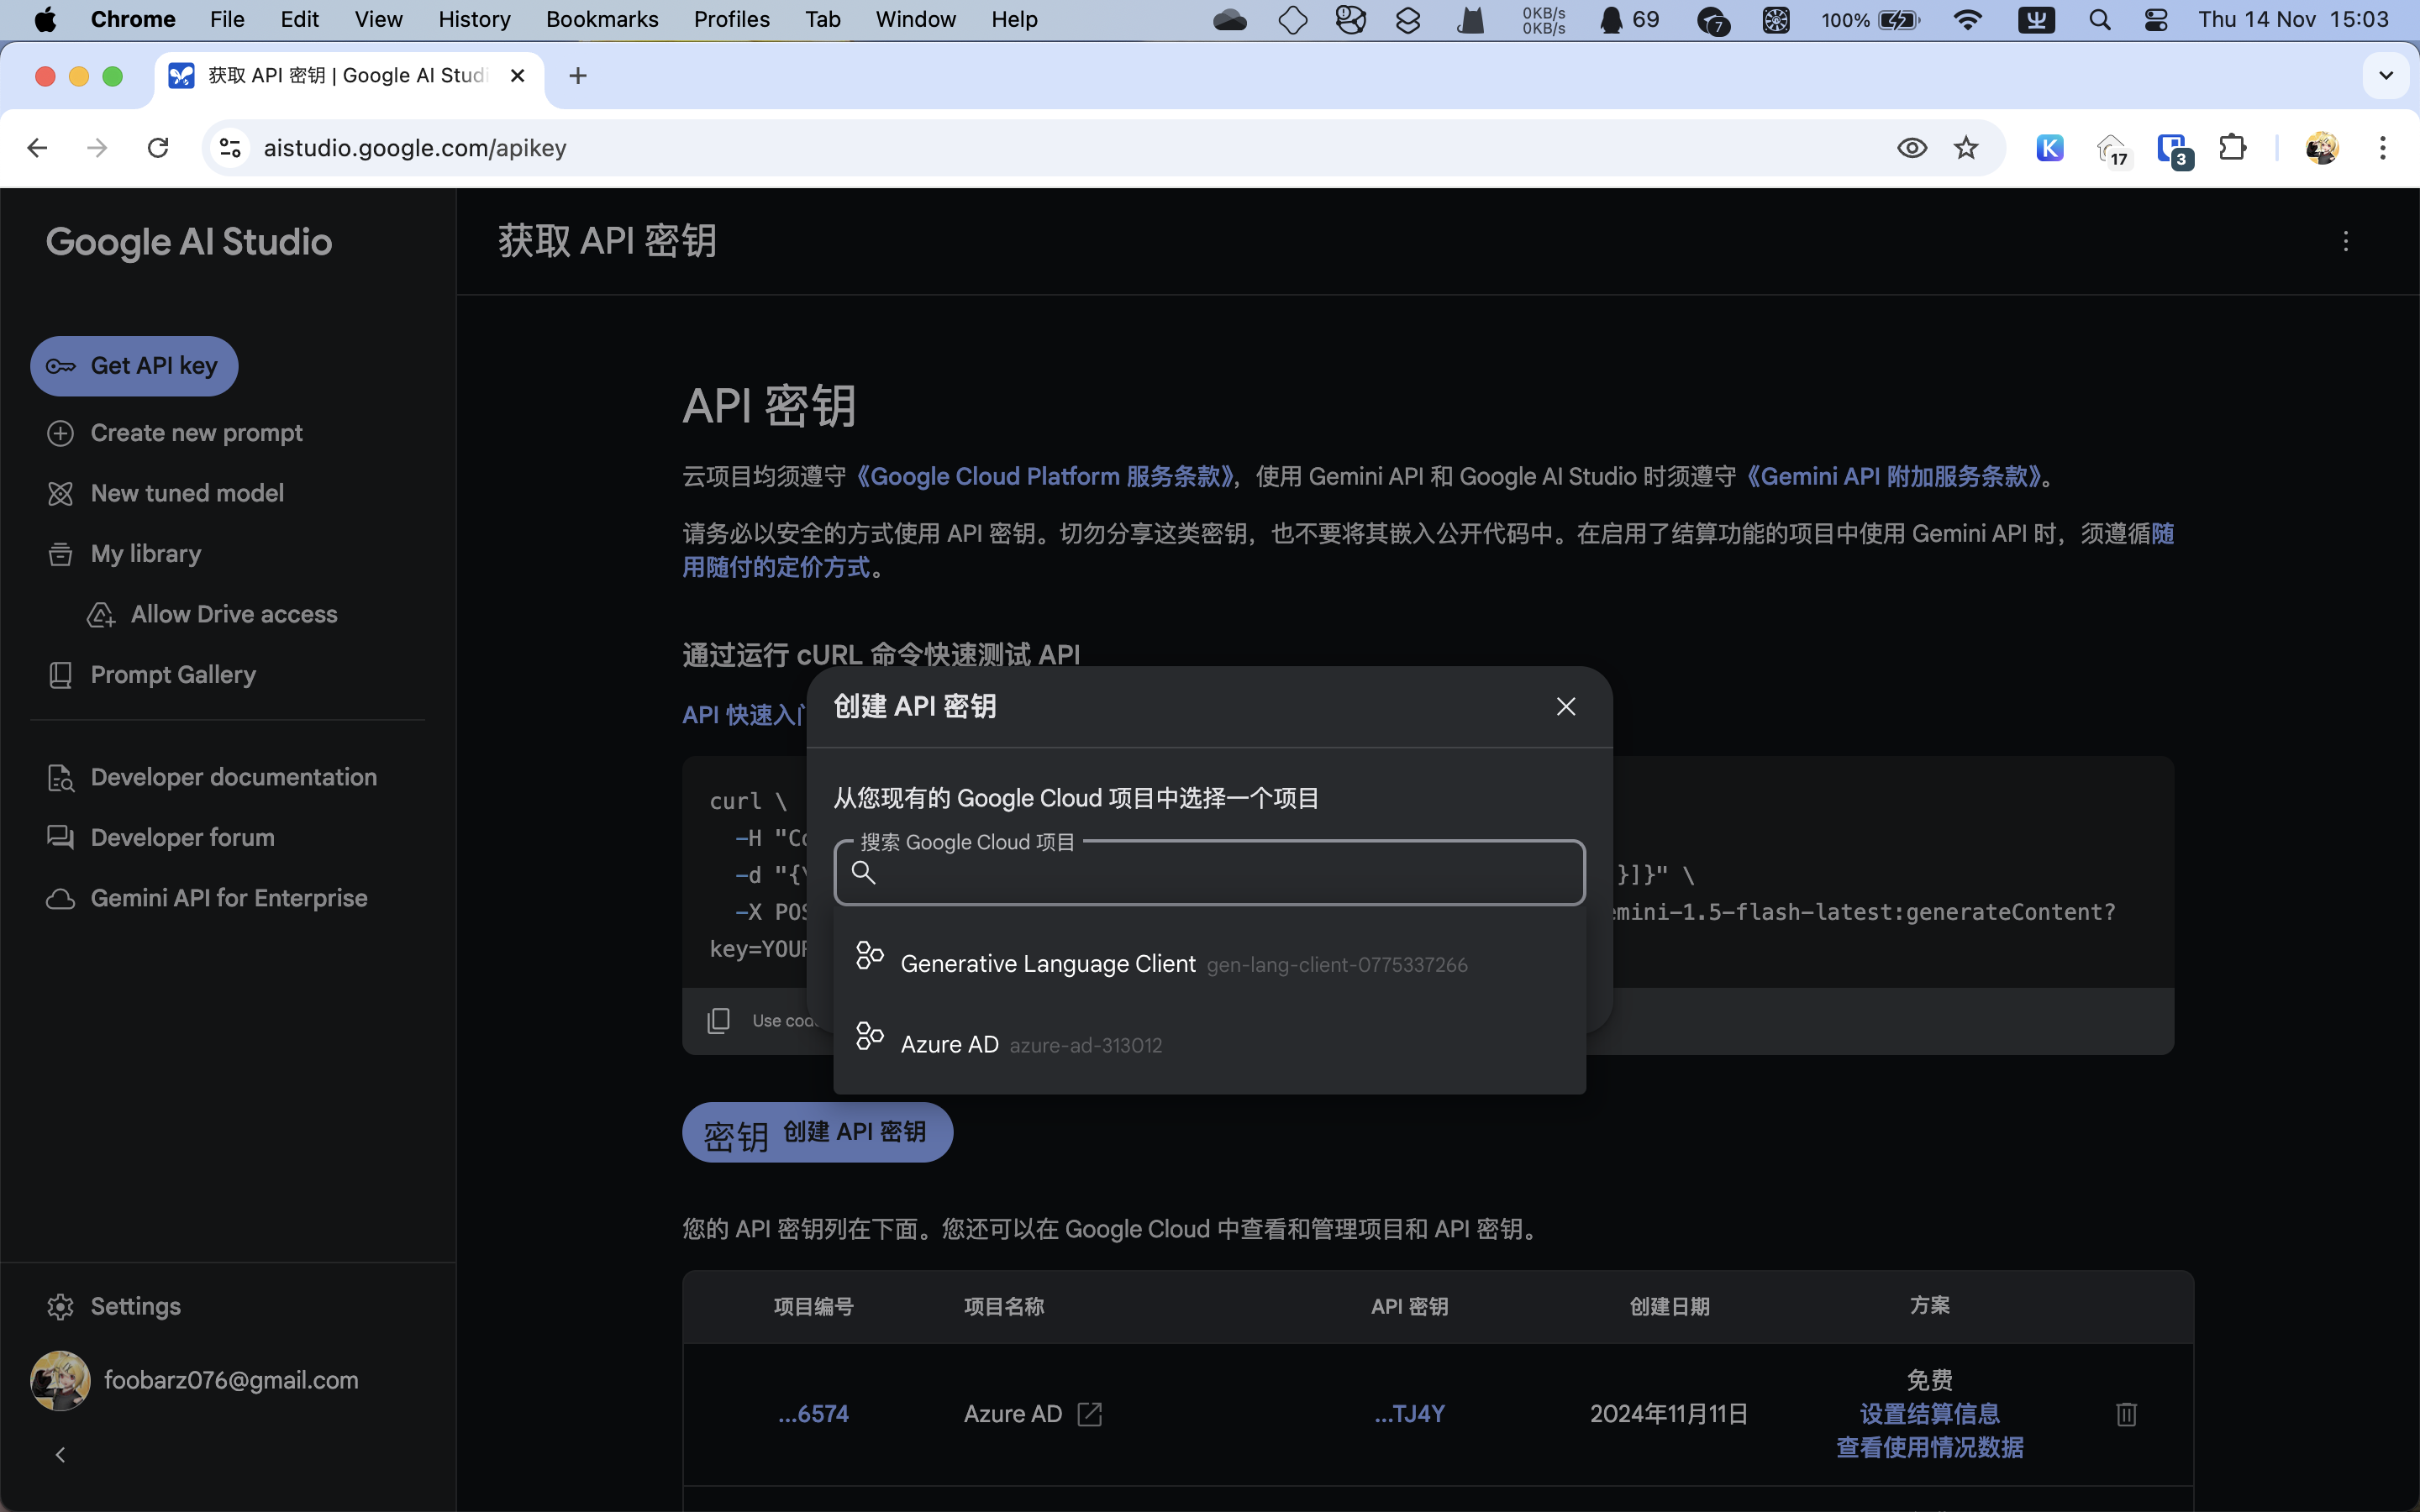 Chrome File Edit View History Bookmarks Profiles Tab Window Help
0KB/s
0KB/s
69
7
100%
Thu 14 Nov 15:03
获取 API 密钥 | Google AI Studi
aistudio.google.com/apikey
K
17
3
Google AI Studio
Get API key
Create new prompt
New tuned model
My library
Allow Drive access
Prompt Gallery
Developer documentation
Developer forum
Gemini API for Enterprise
Settings
foobarz076@gmail.com
获取 API 密钥
API 密钥
云项目均须遵守《Google Cloud Platform 服务条款》，使用 Gemini API 和 Google AI Studio 时须遵守《Gemini API 附加服务条款》。
请务必以安全的方式使用 API 密钥。切勿分享这类密钥，也不要将其嵌入公开代码中。在启用了结算功能的项目中使用 Gemini API 时，须遵循随
用随付的定价方式。
通过运行 cURL 命令快速测试 API
API 快速入门
curl \
-H "Co
-d "{\ }]}" \
-X POS emini-1.5-flash-latest:generateContent?
key=YOUR
Use code
创建 API 密钥
从您现有的 Google Cloud 项目中选择一个项目
搜索 Google Cloud 项目
Generative Language Client gen-lang-client-0775337266
Azure AD azure-ad-313012
密钥 创建 API 密钥
您的 API 密钥列在下面。您还可以在 Google Cloud 中查看和管理项目和 API 密钥。
项目编号 项目名称 API 密钥 创建日期 方案
...6574 Azure AD ...TJ4Y 2024年11月11日 免费
设置结算信息
查看使用情况数据